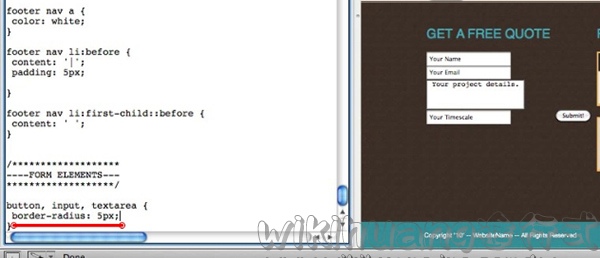 footer nav a {
color: white;
}
footer nav li:before {
content: '|';
padding: 5px;
}
footer nav li:first-child::before {
content: ' ';
}
/*******************
----FORM ELEMENTS---
*******************/
button, input, textarea {
border-radius: 5px;
}
Done
GET A FREE QUOTE
Your Name
Your Email
Your project details.
Your Timescale
Submit!
Copyright "10" — WebsiteName — All Rights Reserved